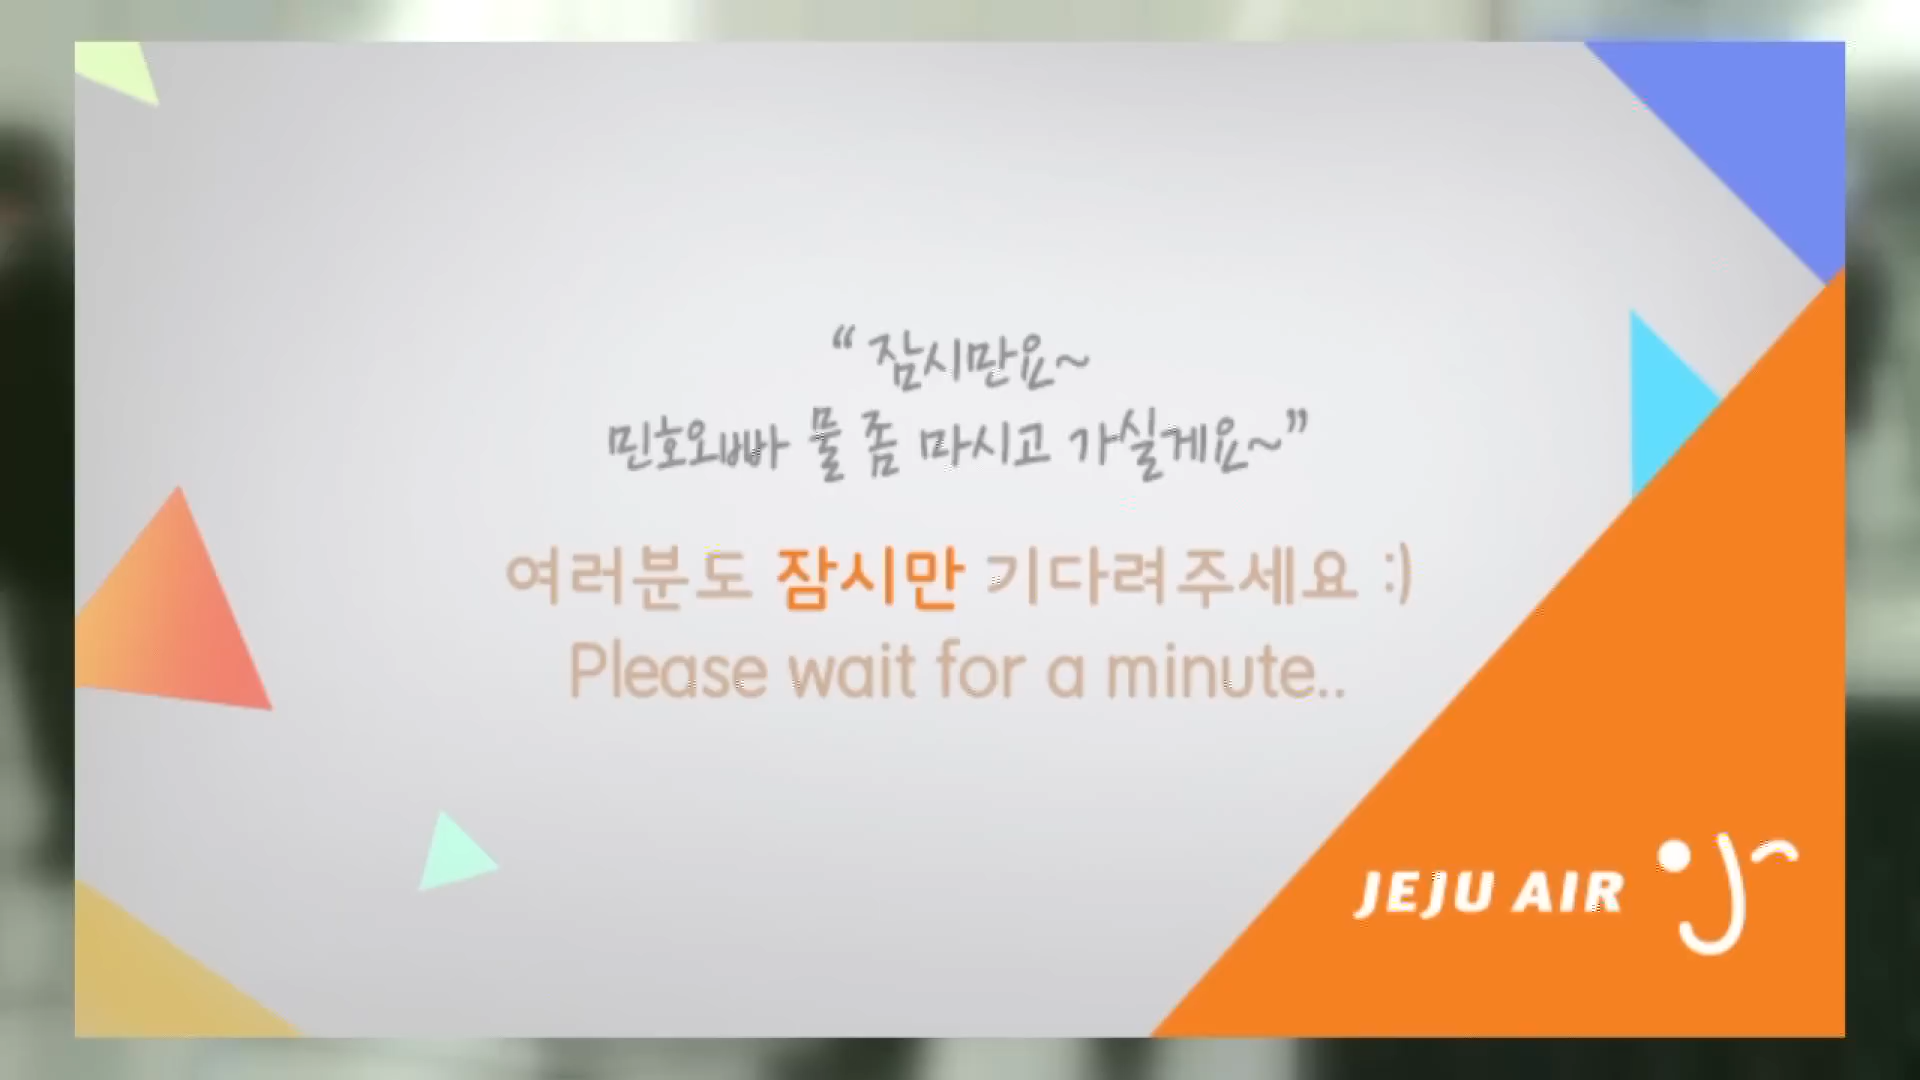 “ 잠시만요~
민호오빠 물 좀 마시고 가실게요~”
여러분도 잠시만 기다려주세요 :)
Please wait for a minute..
JEJU AIR